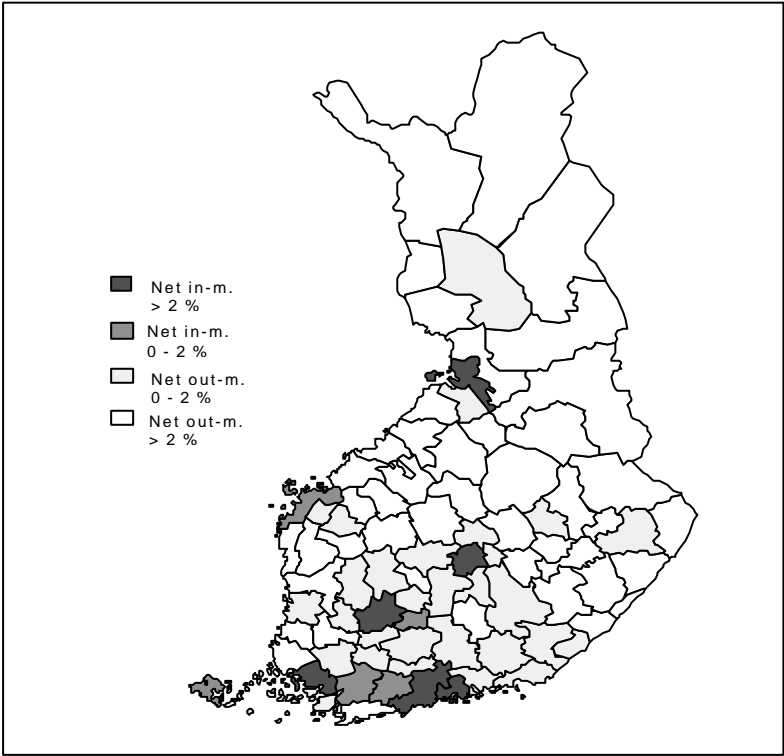 Net in-m.
> 2 %
Net in-m.
0 - 2 %
Net out-m.
0 - 2 %
Net out-m.
> 2 %